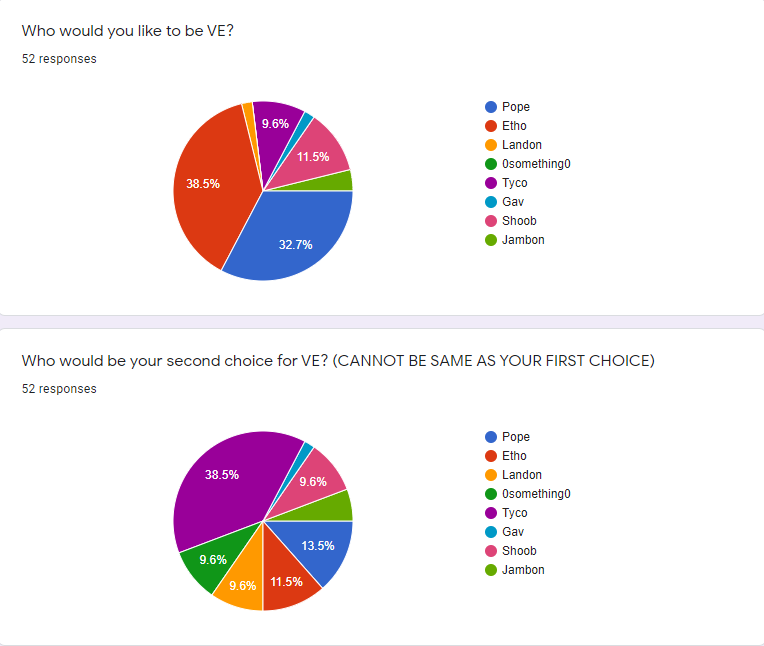 Who would you like to be VE?
52 responses
9.6%
11.5%
38.5%
32.7%
Pope
Etho
Landon
0something0
Tyco
Gav
Shoob
Jambon
Who would be your second choice for VE? (CANNOT BE SAME AS YOUR FIRST CHOICE)
52 responses
38.5%
9.6%
13.5%
9.6%
9.6%
11.5%
Pope
Etho
Landon
0something0
Tyco
Gav
Shoob
Jambon